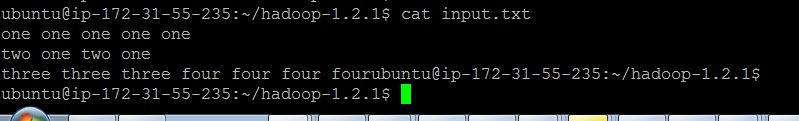 ubuntu@ip-172-31-55-235:~/hadoop-1.2.1$ cat input.txt
one one one one one
two one two one
three three three four four four fourubuntu@ip-172-31-55-235:~/hadoop-1.2.1$
ubuntu@ip-172-31-55-235:~/hadoop-1.2.1$